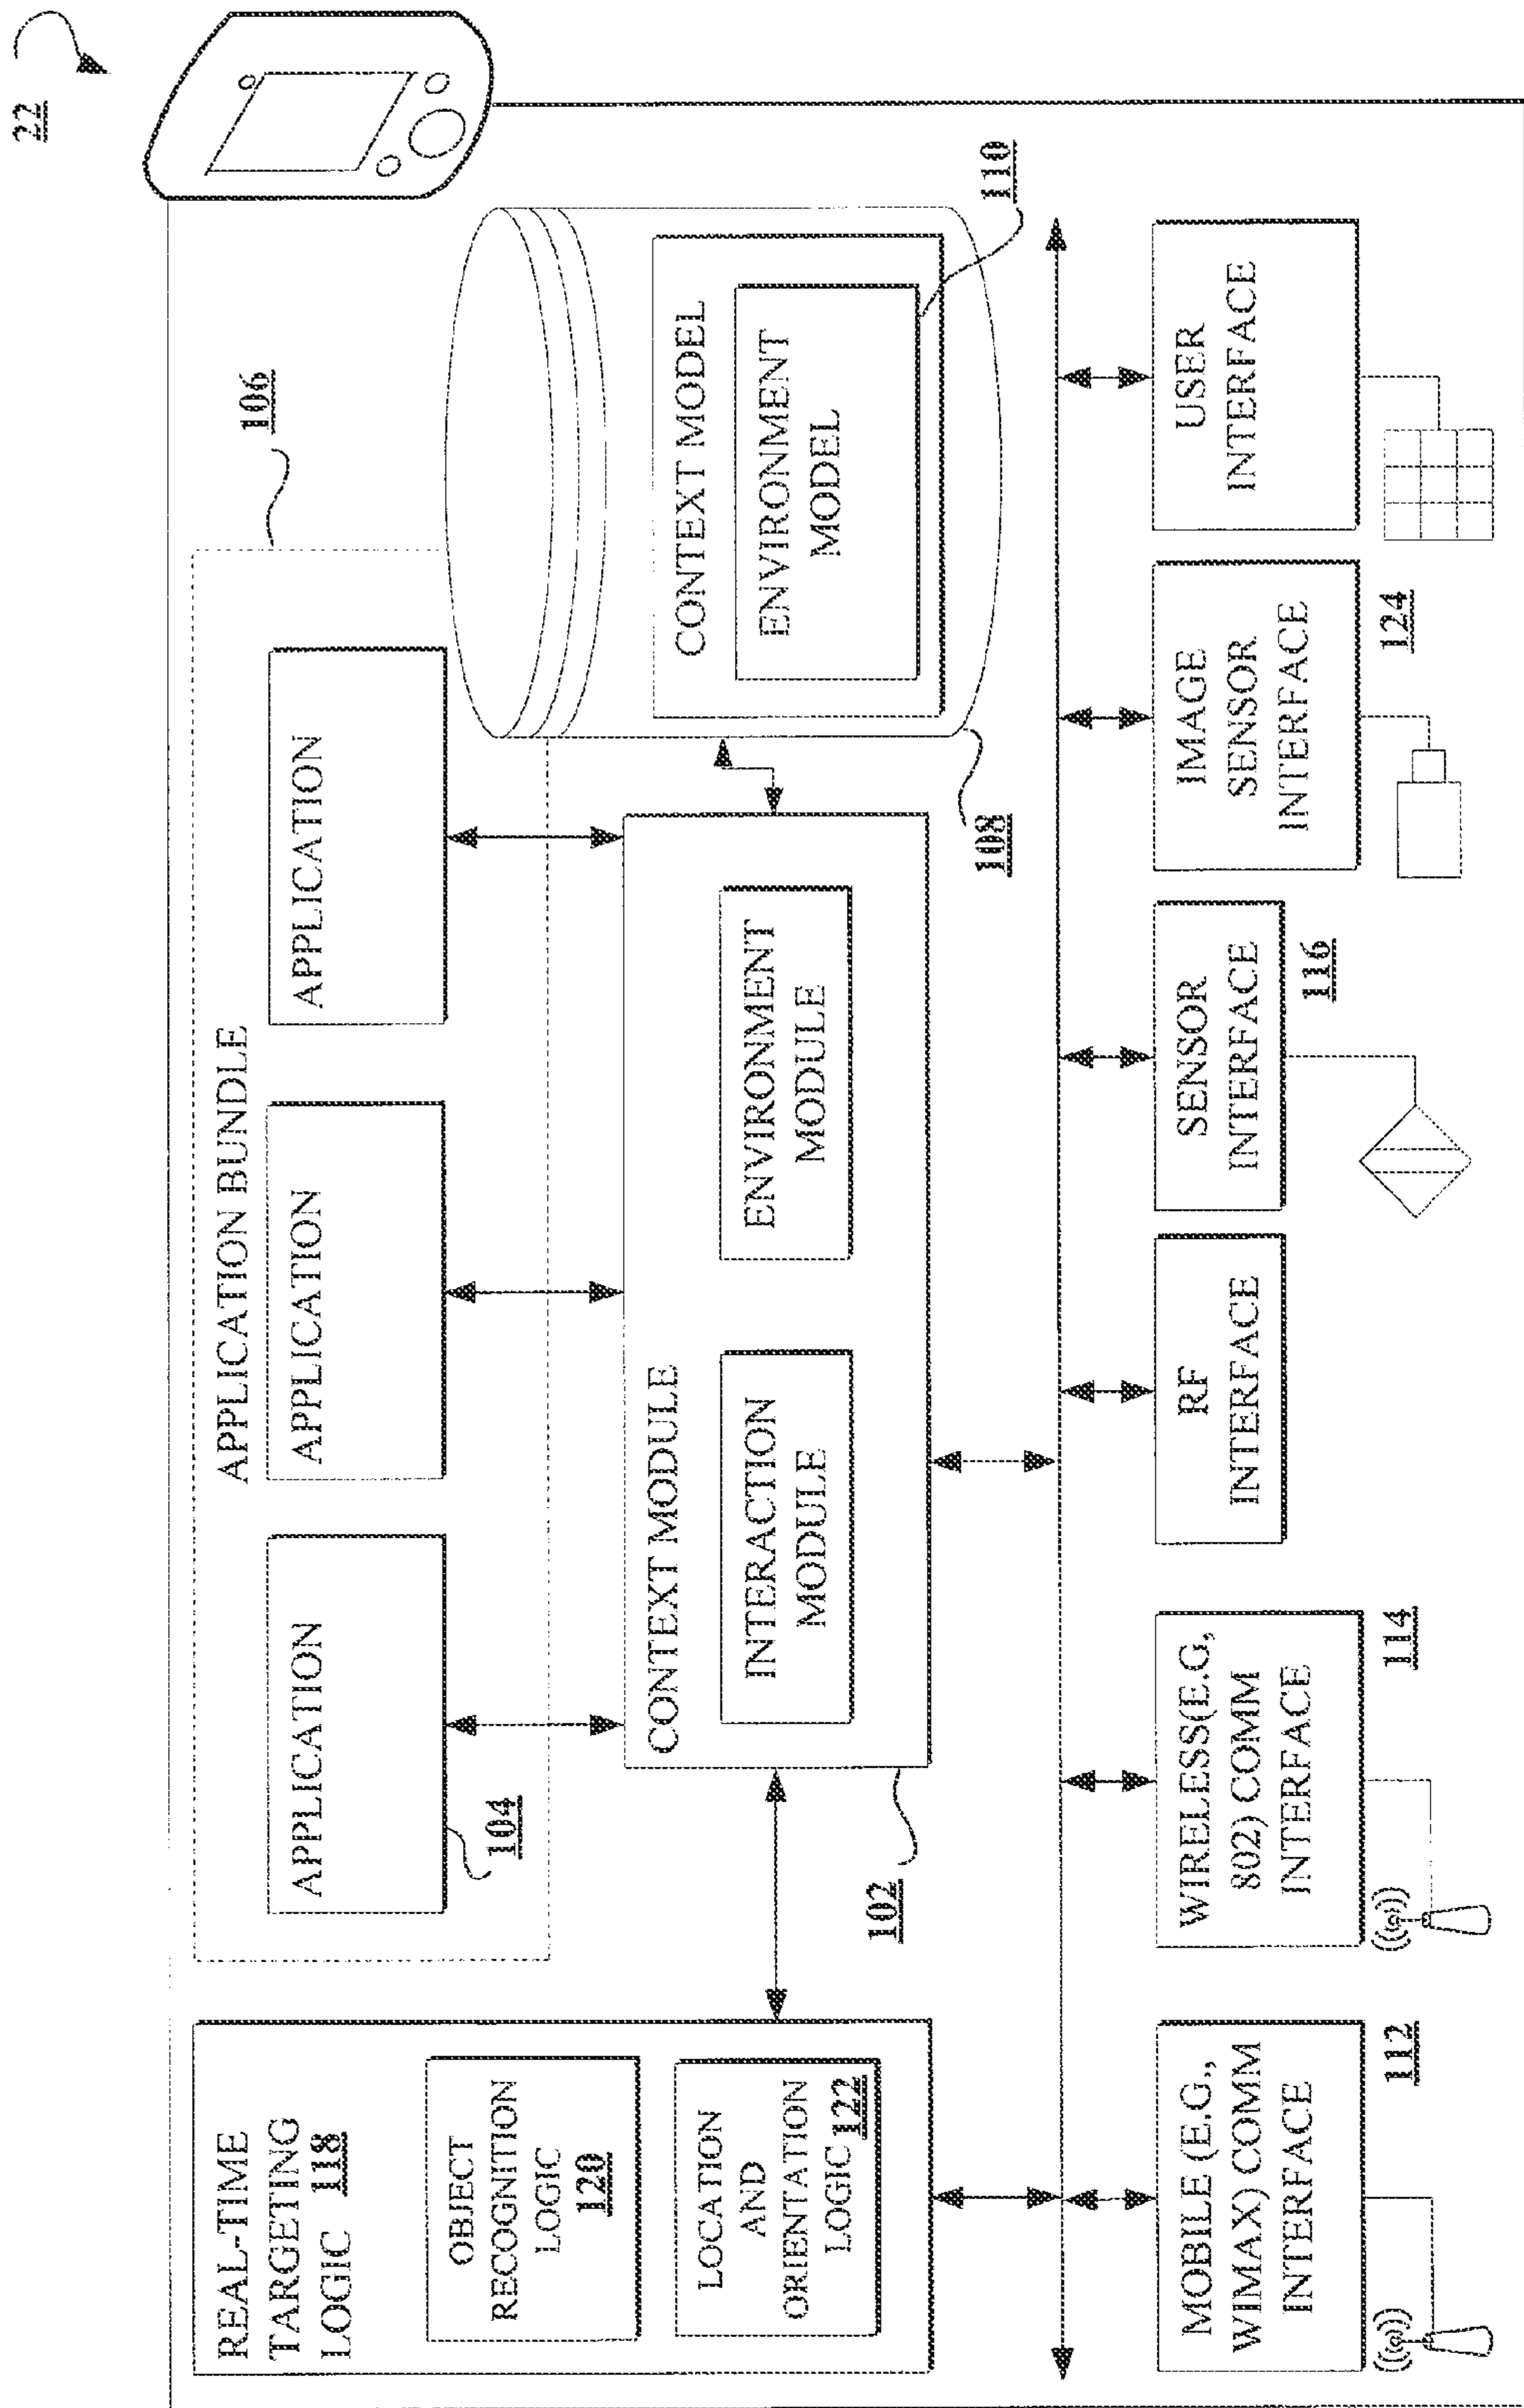 22
106
APPLICATION BUNDLE
APPLICATION
APPLICATION
APPLICATION
104
REAL-TIME
TARGETING
LOGIC 118
OBJECT
RECOGNITION
LOGIC
120
LOCATION
AND
ORIENTATION
LOGIC 122
CONTEXT MODULE
INTERACTION
MODULE
ENVIRONMENT
MODULE
102
CONTEXT MODEL
ENVIRONMENT
MODEL
108
110
MOBILE (E.G.,
WIMAX) COMM
INTERFACE
112
WIRELESS(E.G,
802) COMM
INTERFACE
114
RF
INTERFACE
SENSOR
INTERFACE
116
IMAGE
SENSOR
INTERFACE
124
USER
INTERFACE